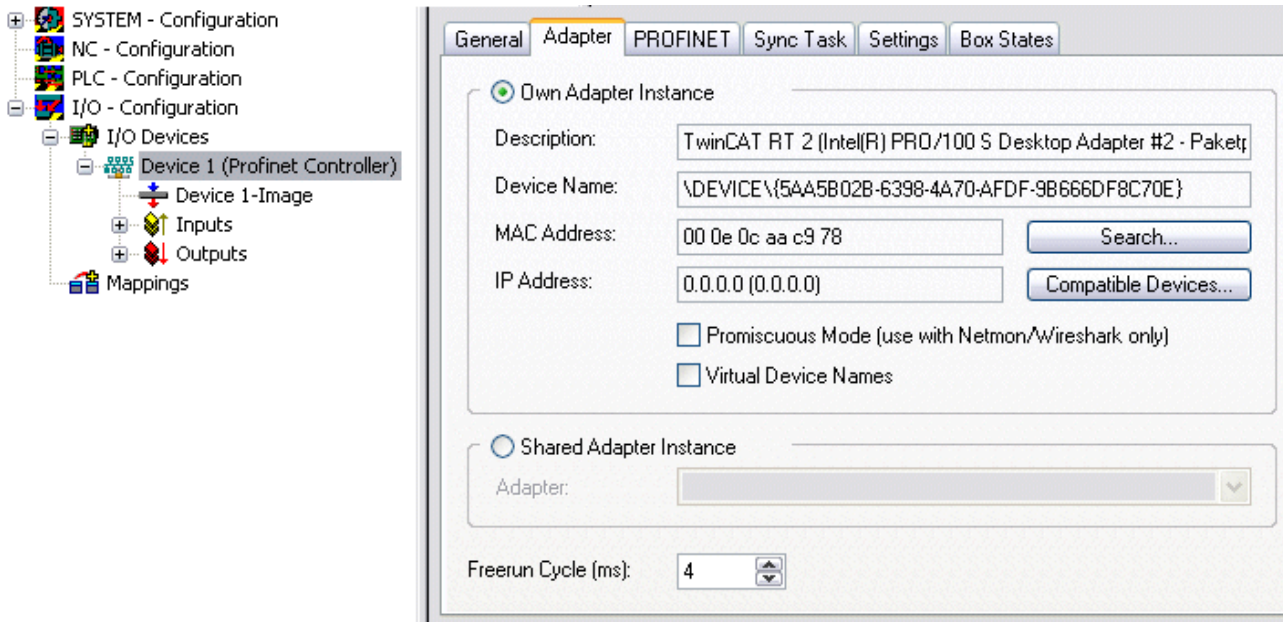 SYSTEM - Configuration
NC - Configuration
PLC - Configuration
I/O - Configuration
I/O Devices
Device 1 (Profinet Controller)
Device 1-Image
Inputs
Outputs
Mappings
General Adapter PROFINET Sync Task Settings Box States
Own Adapter Instance
Description: TwinCAT RT 2 (Intel(R) PRO/100 S Desktop Adapter #2 - Paketp
Device Name: \DEVICE\{5AA5B02B-6398-4A70-AFDF-9B666DF8C70E}
MAC Address: 00 0e 0c aa c9 78 Search...
IP Address: 0.0.0.0 (0.0.0.0) Compatible Devices...
Promiscuous Mode (use with Netmon/Wireshark only)
Virtual Device Names
Shared Adapter Instance
Adapter:
Freerun Cycle (ms): 4